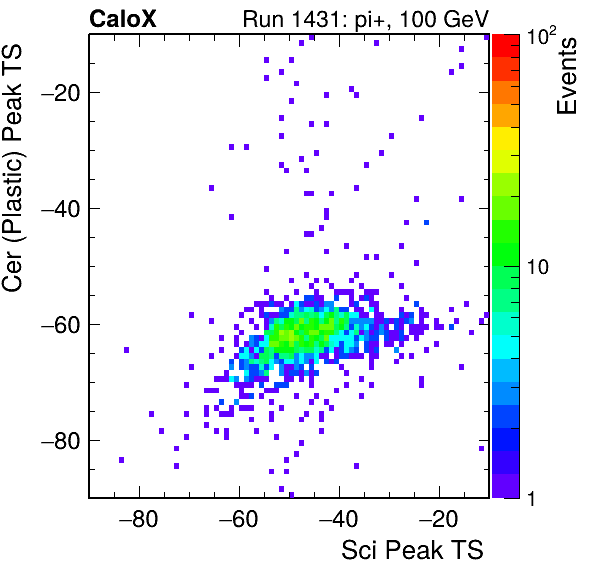 CaloX Run 1431: pi+, 100 GeV
Cer (Plastic) Peak TS
−20
−40
−60
−80
−80 −60 −40 −20
Sci Peak TS
10²
10
1
Events